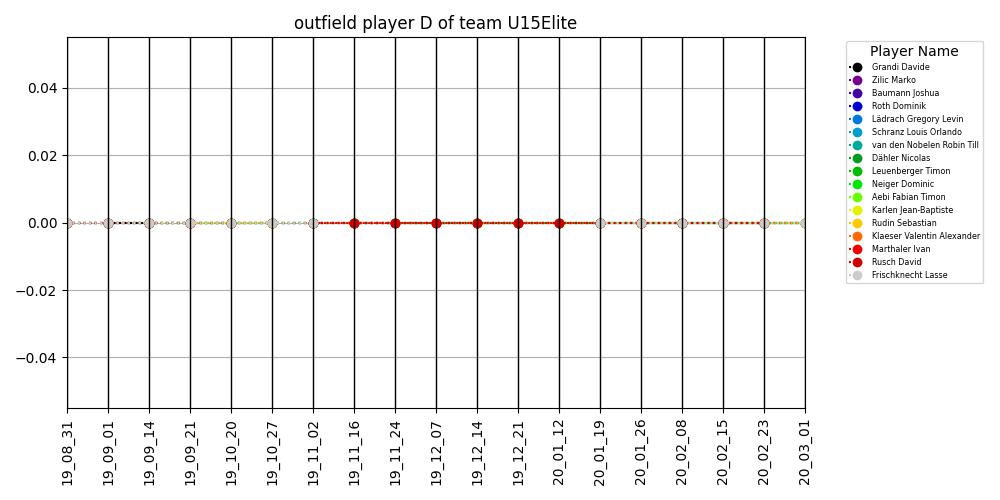 outfield player D of team U15Elite
0.04
0.02
0.00
−0.02
−0.04
19_08_31
19_09_01
19_09_14
19_09_21
19_10_20
19_10_27
19_11_02
19_11_16
19_11_24
19_12_07
19_12_14
19_12_21
20_01_12
20_01_19
20_01_26
20_02_08
20_02_15
20_02_23
20_03_01
Player Name
Grandi Davide
Zilic Marko
Baumann Joshua
Roth Dominik
Lädrach Gregory Levin
Schranz Louis Orlando
van den Nobelen Robin Till
Dähler Nicolas
Leuenberger Timon
Neiger Dominic
Aebi Fabian Timon
Karlen Jean-Baptiste
Rudin Sebastian
Klaeser Valentin Alexander
Marthaler Ivan
Rusch David
Frischknecht Lasse